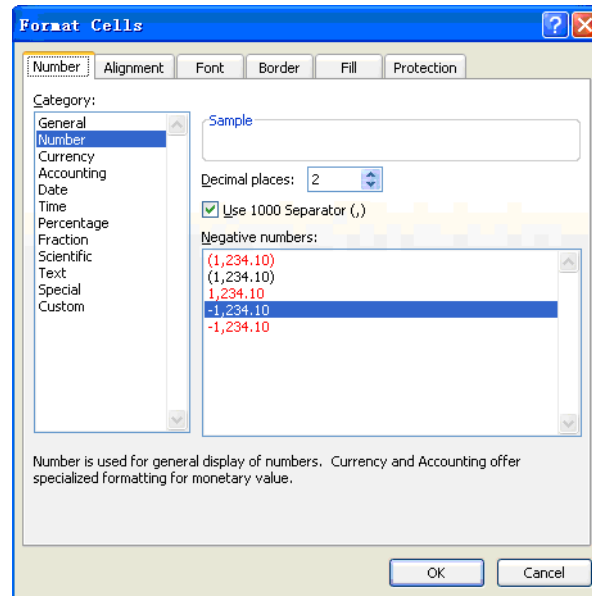 Format Cells
Number Alignment Font Border Fill Protection
Category:
General
Number
Currency
Accounting
Date
Time
Percentage
Fraction
Scientific
Text
Special
Custom
Sample
Decimal places: 2
Use 1000 Separator (,)
Negative numbers:
(1,234.10)
(1,234.10)
1,234.10
-1,234.10
-1,234.10
Number is used for general display of numbers. Currency and Accounting offer
specialized formatting for monetary value.
OK Cancel